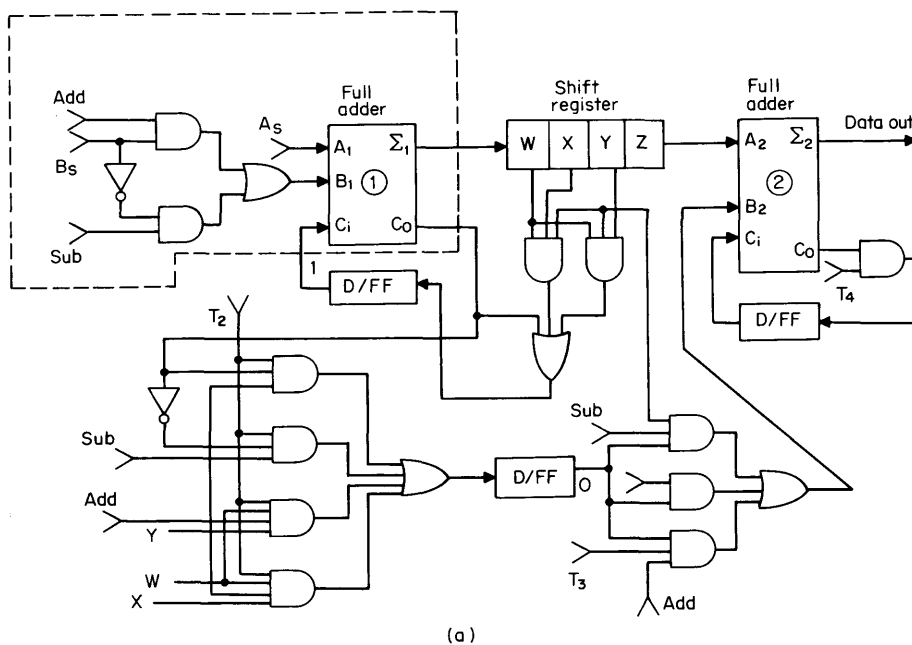 Full adder
Shift register
Full adder
Add
B_S
Sub
A_S
A_1
B_1
C_i
Σ_1
C_O
1
W X Y Z
A_2
B_2
C_i
Σ_2
C_O
2
Data out
T_4
1
D/FF
D/FF
T_2
Sub
Add
Y
W
X
D/FF
0
Sub
T_3
Add
(a)